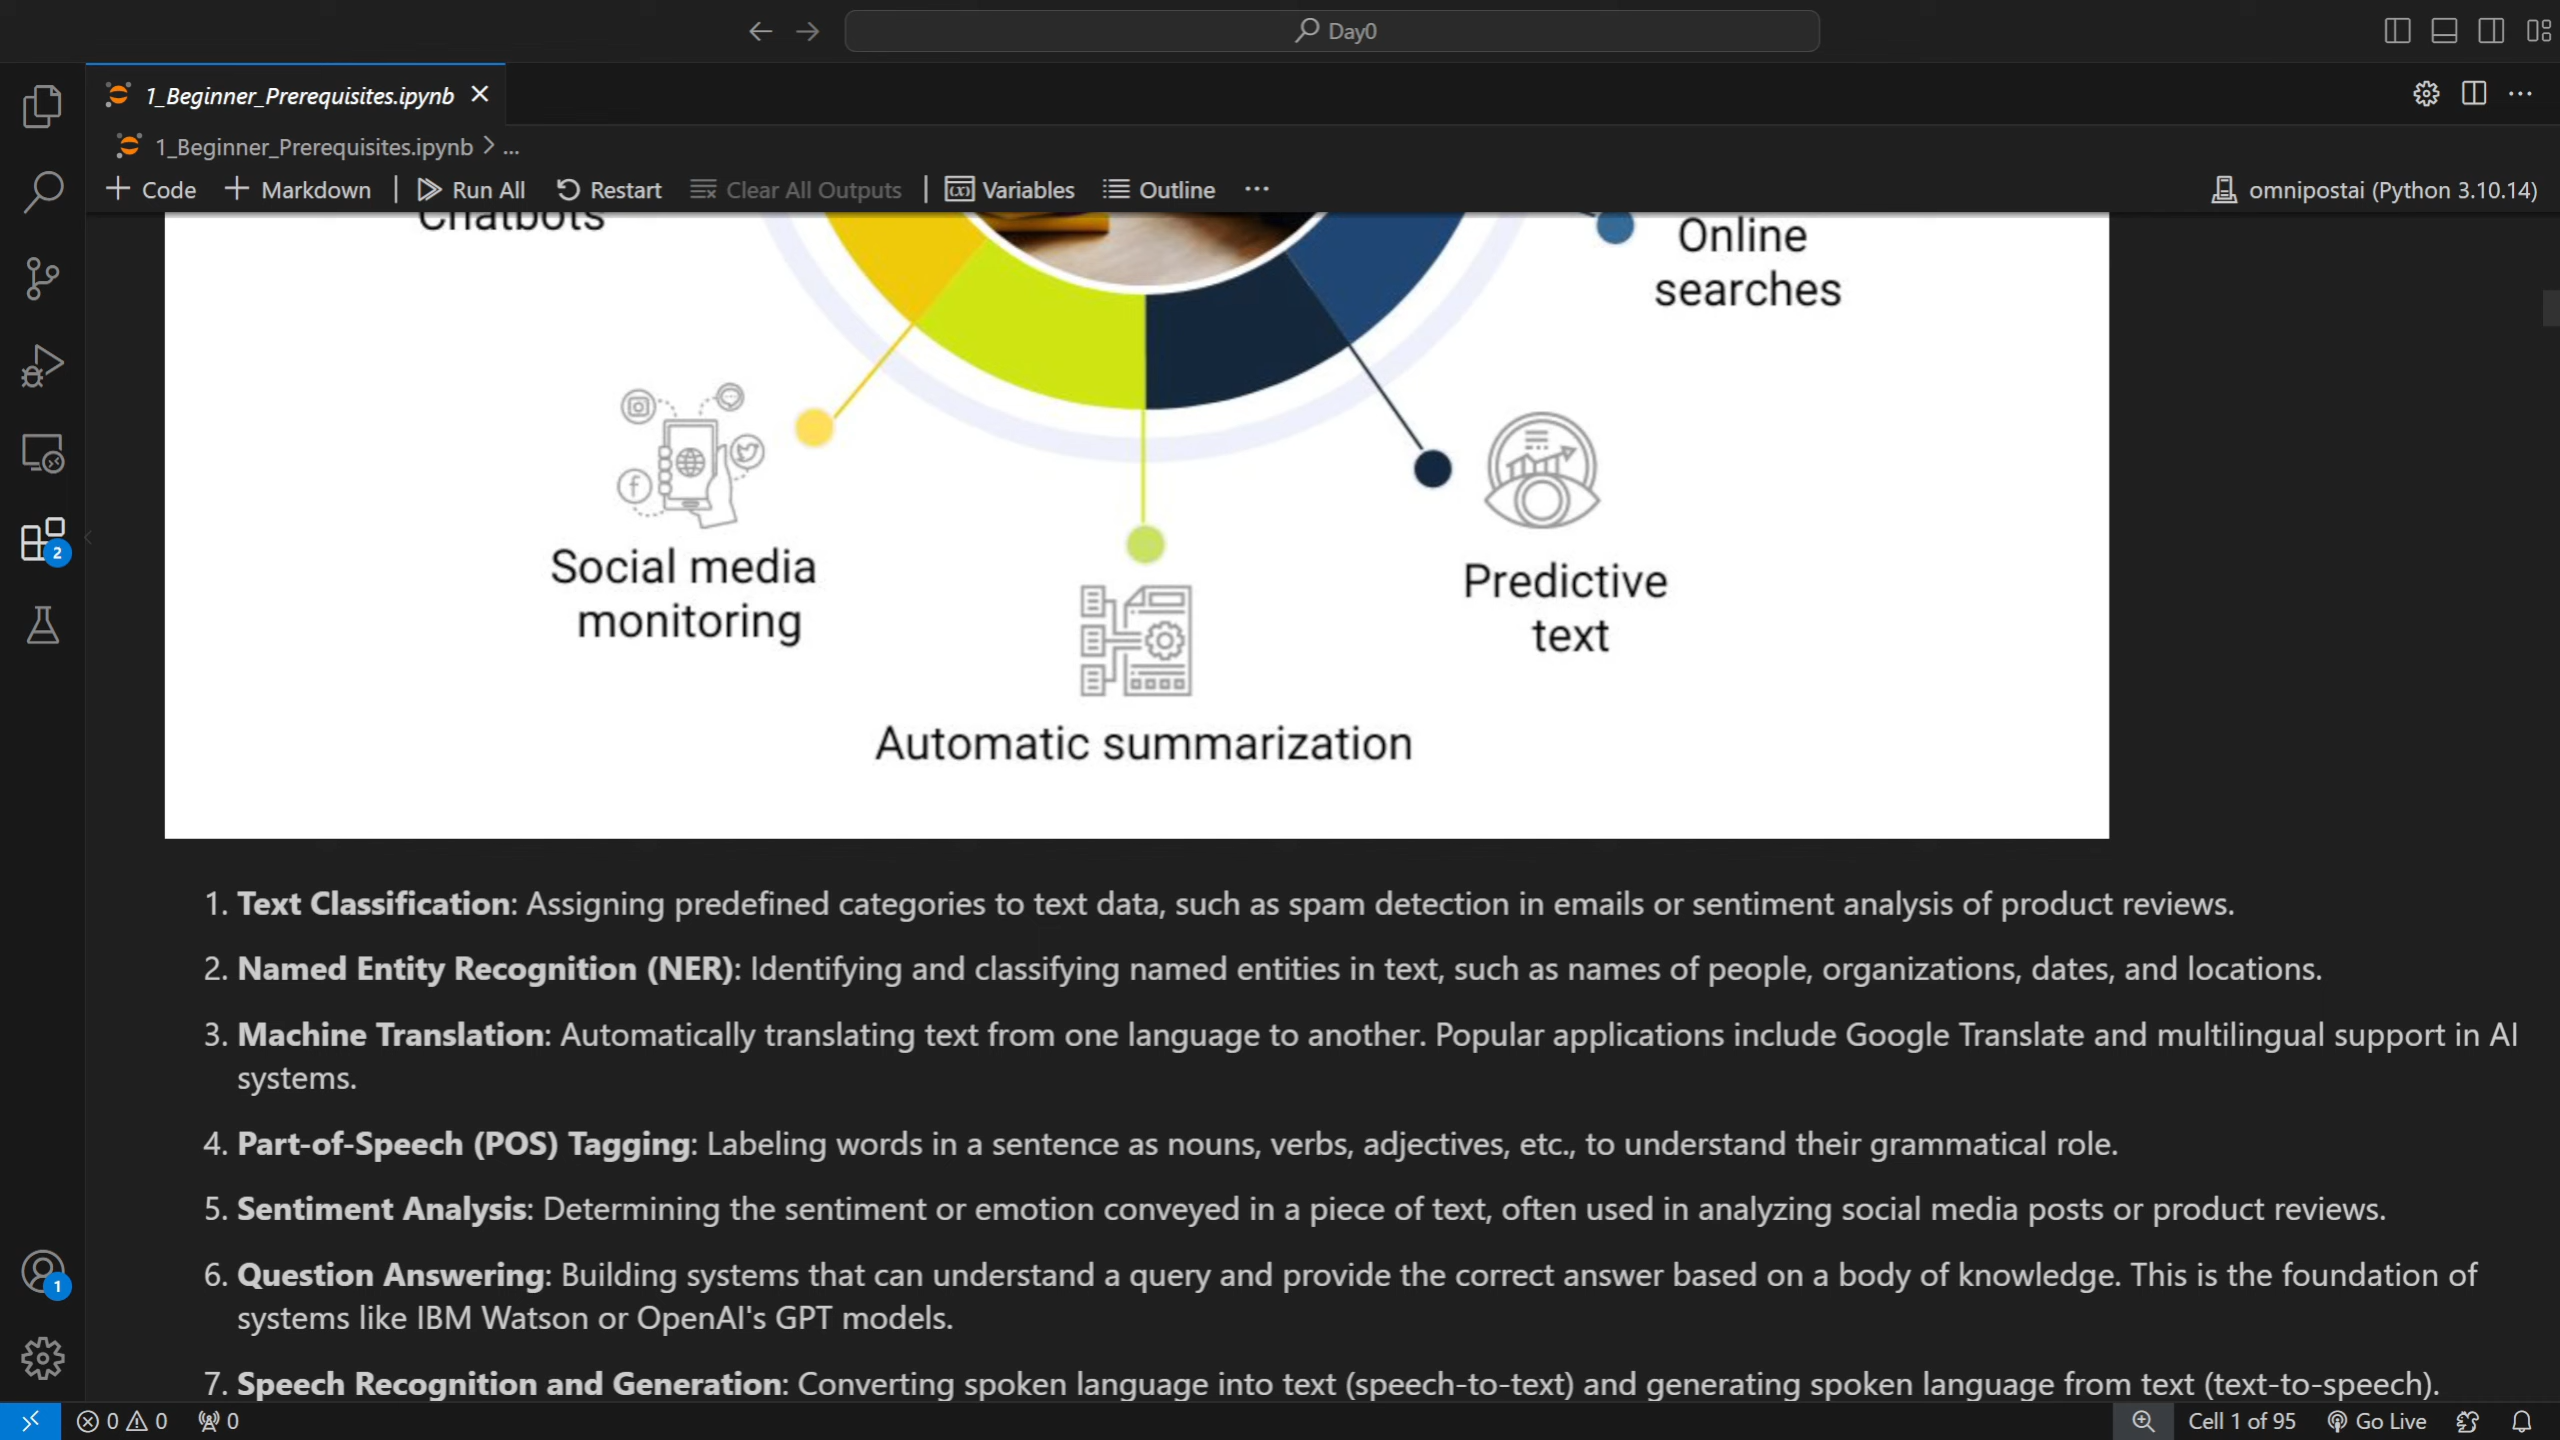 Day0
1_Beginner_Prerequisites.ipynb
1_Beginner_Prerequisites.ipynb > ...
+ Code + Markdown | Run All Restart Clear All Outputs | Variables Outline ... omnipostai (Python 3.10.14)
Chatbots
Online
searches
Social media
monitoring
Predictive
text
Automatic summarization
1. Text Classification: Assigning predefined categories to text data, such as spam detection in emails or sentiment analysis of product reviews.
2. Named Entity Recognition (NER): Identifying and classifying named entities in text, such as names of people, organizations, dates, and locations.
3. Machine Translation: Automatically translating text from one language to another. Popular applications include Google Translate and multilingual support in AI
systems.
4. Part-of-Speech (POS) Tagging: Labeling words in a sentence as nouns, verbs, adjectives, etc., to understand their grammatical role.
5. Sentiment Analysis: Determining the sentiment or emotion conveyed in a piece of text, often used in analyzing social media posts or product reviews.
6. Question Answering: Building systems that can understand a query and provide the correct answer based on a body of knowledge. This is the foundation of
systems like IBM Watson or OpenAI's GPT models.
7. Speech Recognition and Generation: Converting spoken language into text (speech-to-text) and generating spoken language from text (text-to-speech).
2
1
0 0 0 Cell 1 of 95 Go Live